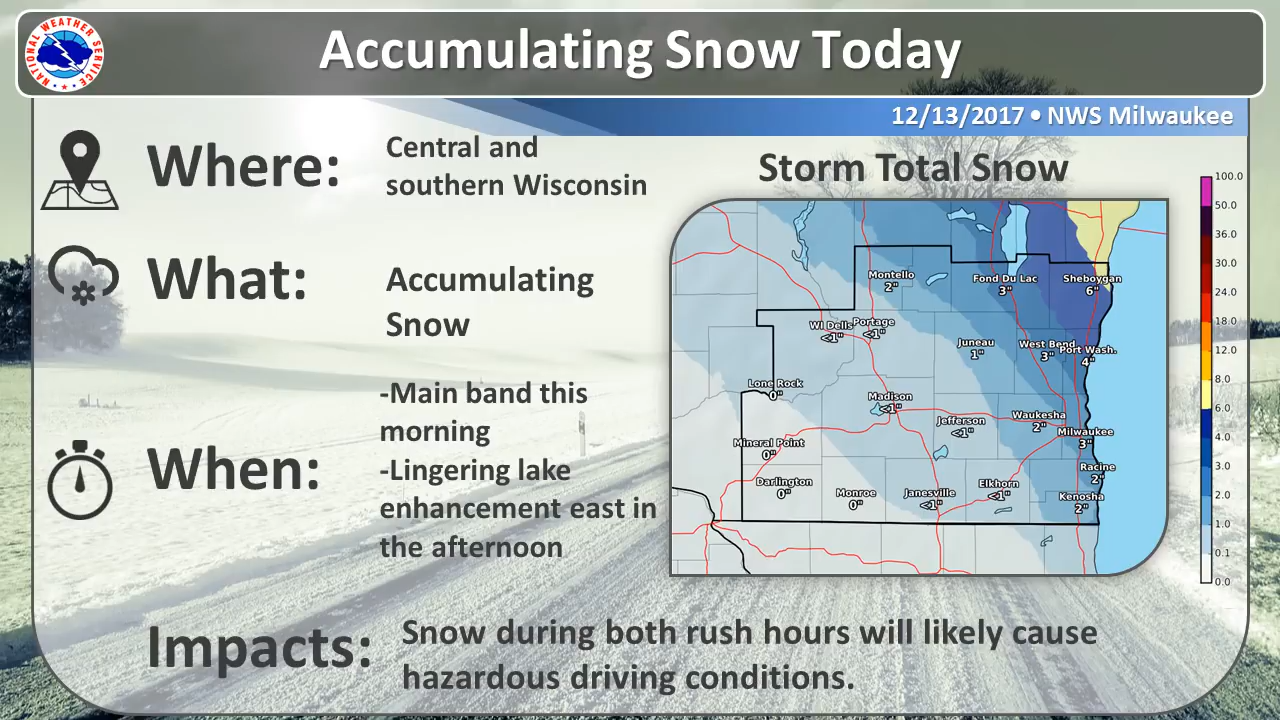 NATIONAL WEATHER SERVICE
Accumulating Snow Today
12/13/2017 • NWS Milwaukee
Where:
Central and
southern Wisconsin
What:
Accumulating
Snow
When:
-Main band this
morning
-Lingering lake
enhancement east in
the afternoon
Storm Total Snow
Montello
2"
Fond Du Lac
3"
Sheboygan
6"
WI Dells
<1"
Portage
<1"
Juneau
1"
West Bend
3"
Port Wash.
4"
Lone Rock
0"
Madison
<1"
Jefferson
<1"
Waukesha
2"
Milwaukee
3"
Mineral Point
0"
Racine
2"
Darlington
0"
Monroe
0"
Janesville
<1"
Elkhorn
<1"
Kenosha
2"
100.0
50.0
36.0
30.0
24.0
18.0
12.0
8.0
6.0
4.0
3.0
2.0
1.0
0.1
0.0
Impacts:
Snow during both rush hours will likely cause
hazardous driving conditions.